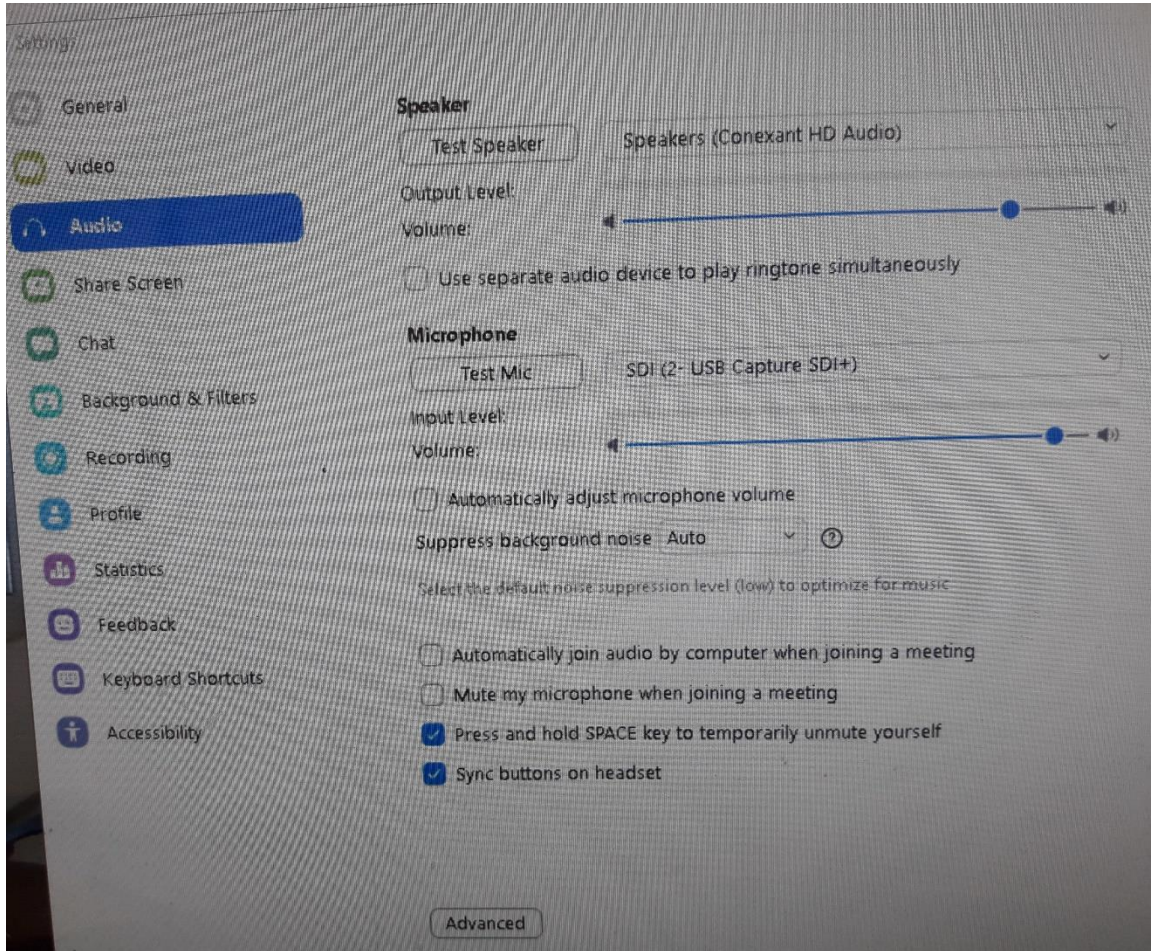 Settings
General
Video
Audio
Share Screen
Chat
Background & Filters
Recording
Profile
Statistics
Feedback
Keyboard Shortcuts
Accessibility
Speaker
Test Speaker
Speakers (Conexant HD Audio)
Output Level:
Volume:
Use separate audio device to play ringtone simultaneously
Microphone
Test Mic
SDI (2- USB Capture SDI+)
Input Level:
Volume:
Automatically adjust microphone volume
Suppress background noise Auto
Select the default noise suppression level (low) to optimize for music
Automatically join audio by computer when joining a meeting
Mute my microphone when joining a meeting
Press and hold SPACE key to temporarily unmute yourself
Sync buttons on headset
Advanced